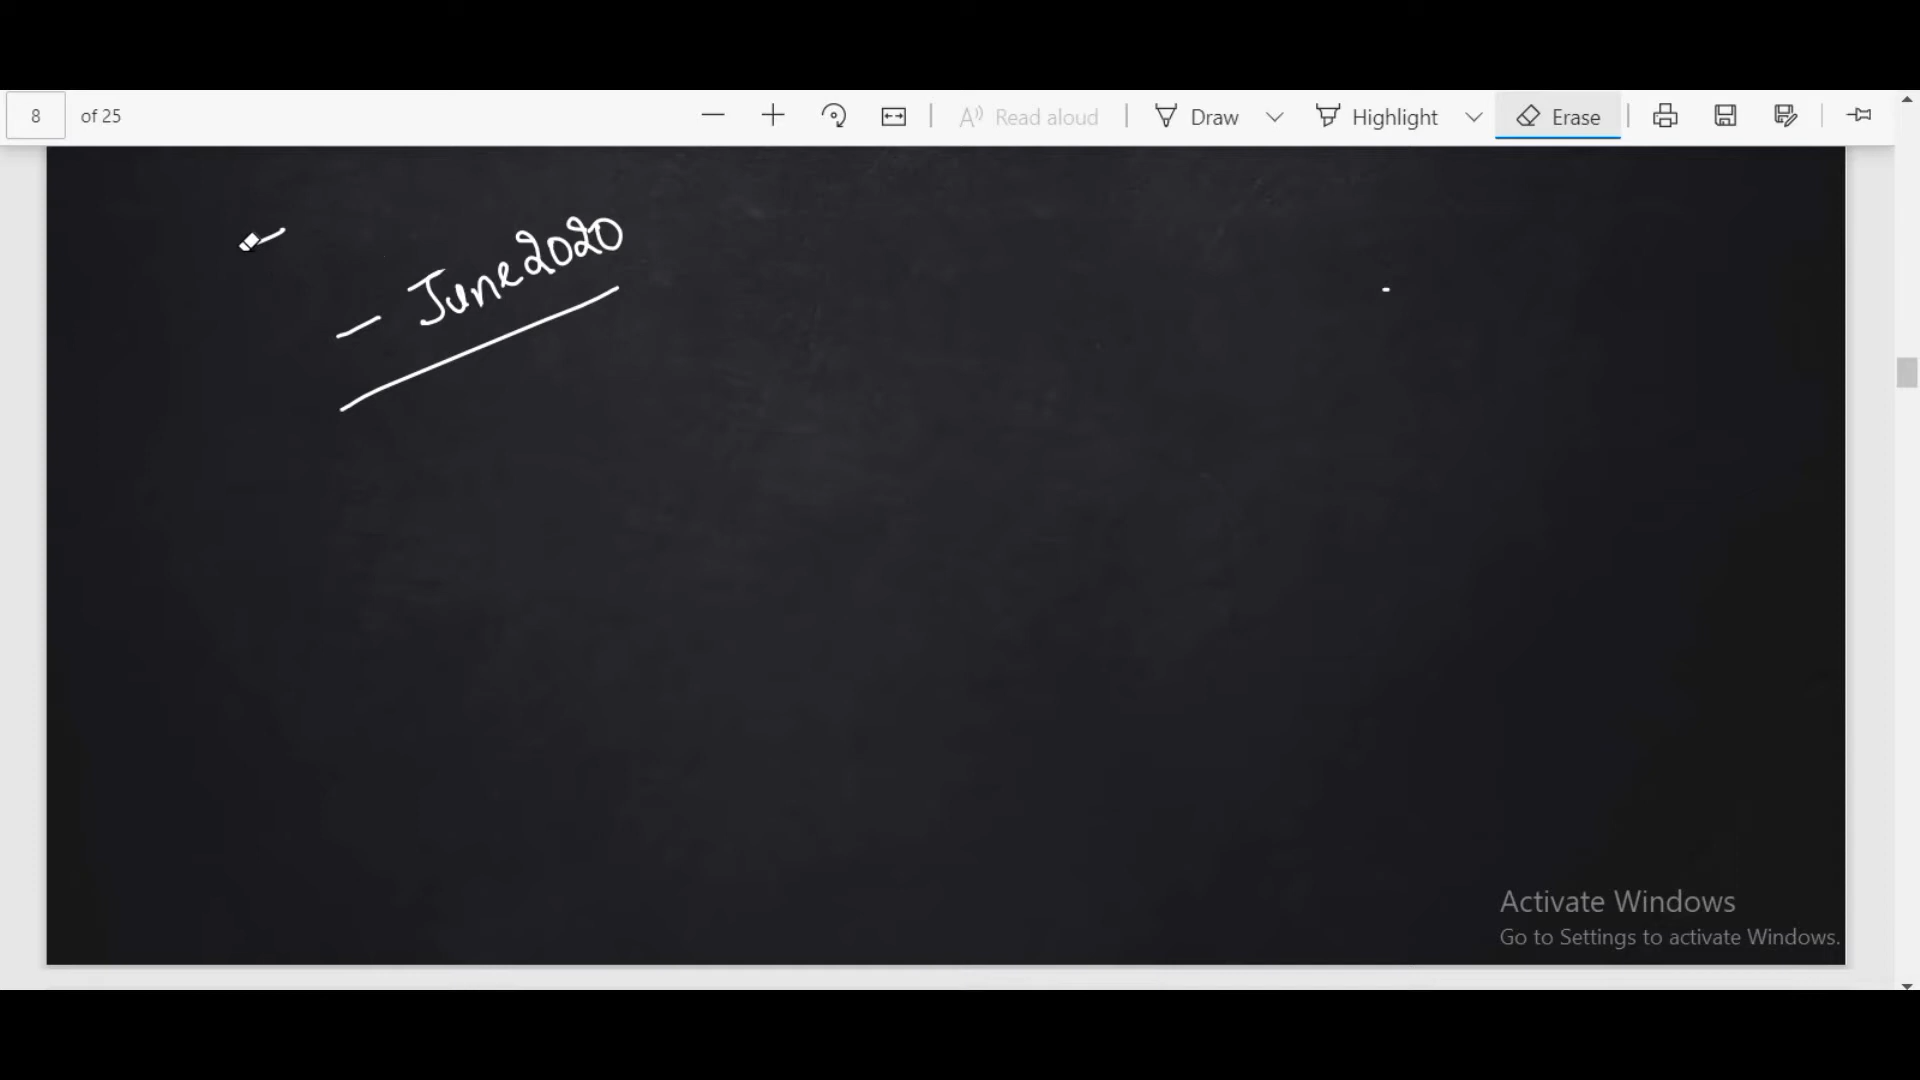 8 of 25 Read aloud Draw Highlight Erase
- June 2020
Activate Windows
Go to Settings to activate Windows.